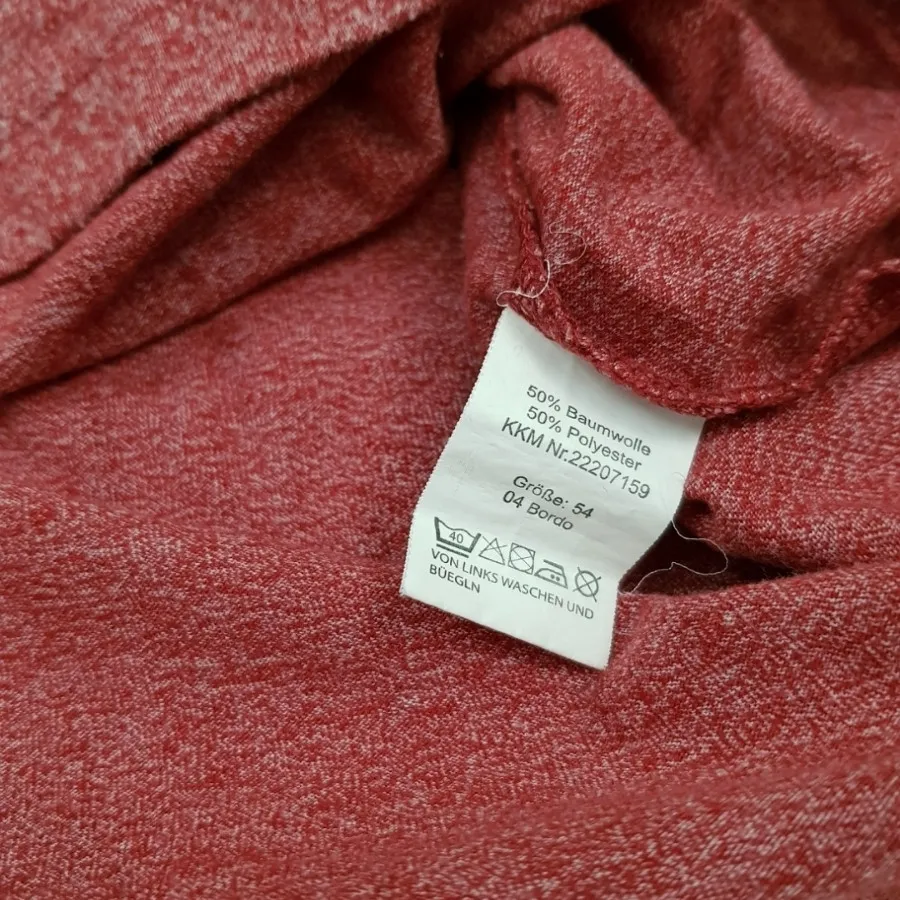 50% Baumwolle
50% Polyester
KKM Nr.22207159
Größe: 54
04 Bordo
40
VON LINKS WASCHEN UND
BÜEGLN